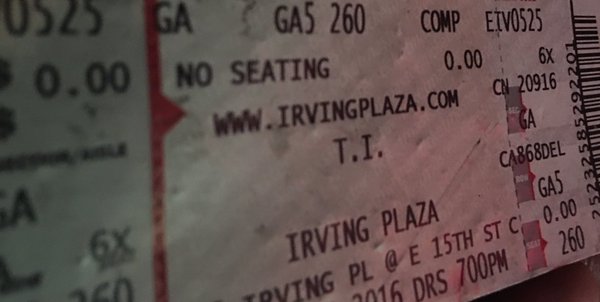 0525 GA GA5 260 COMP EIV0525
$ 0.00 NO SEATING 0.00 6X
$ WWW.IRVINGPLAZA.COM CN 20916
T.I. GA
GA CA868DEL
6X IRVING PLAZA GA5
IRVING PL @ E 15TH ST C 0.00
260 2016 DRS 700PM 260